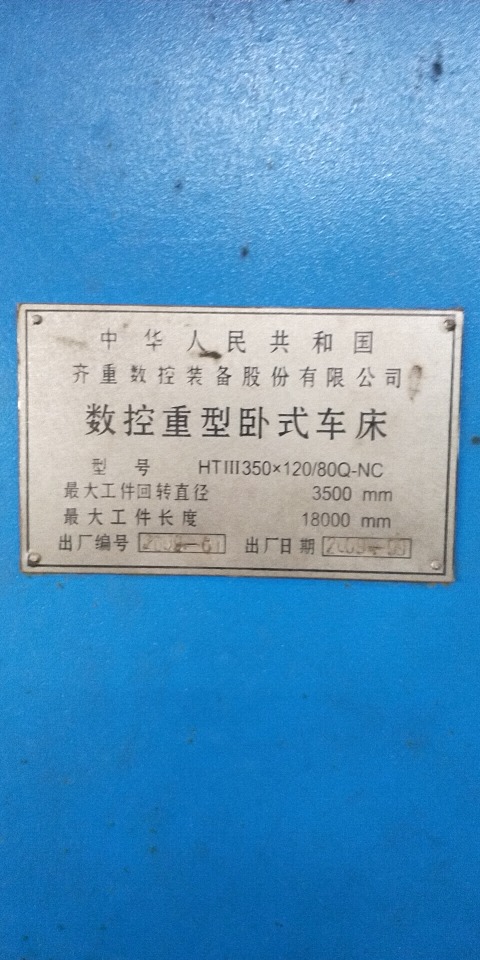 中华人民共和国
齐重数控装备股份有限公司
数控重型卧式车床
型号 HTIII350×120/80Q-NC
最大工件回转直径 3500 mm
最大工件长度 18000 mm
出厂编号 出厂日期